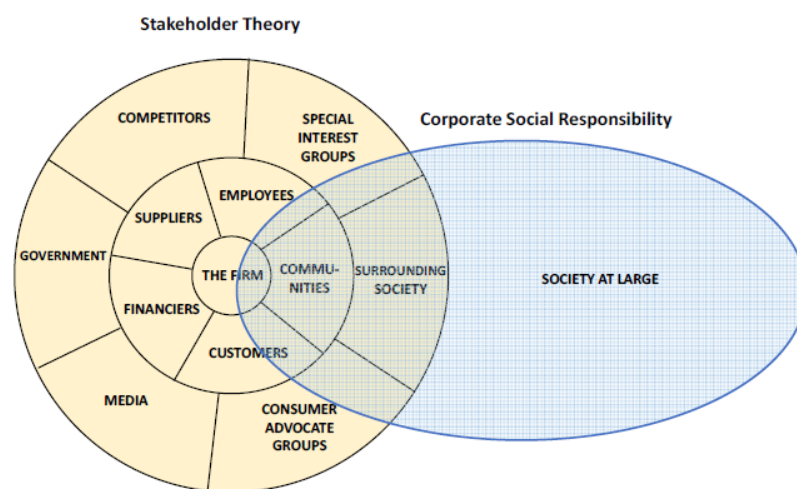 Stakeholder Theory
COMPETITORS
SPECIAL
INTEREST
GROUPS
Corporate Social Responsibility
EMPLOYEES
SUPPLIERS
GOVERNMENT
THE FIRM
COMMU-
NITIES
SURROUNDING
SOCIETY
SOCIETY AT LARGE
FINANCIERS
CUSTOMERS
MEDIA
CONSUMER
ADVOCATE
GROUPS